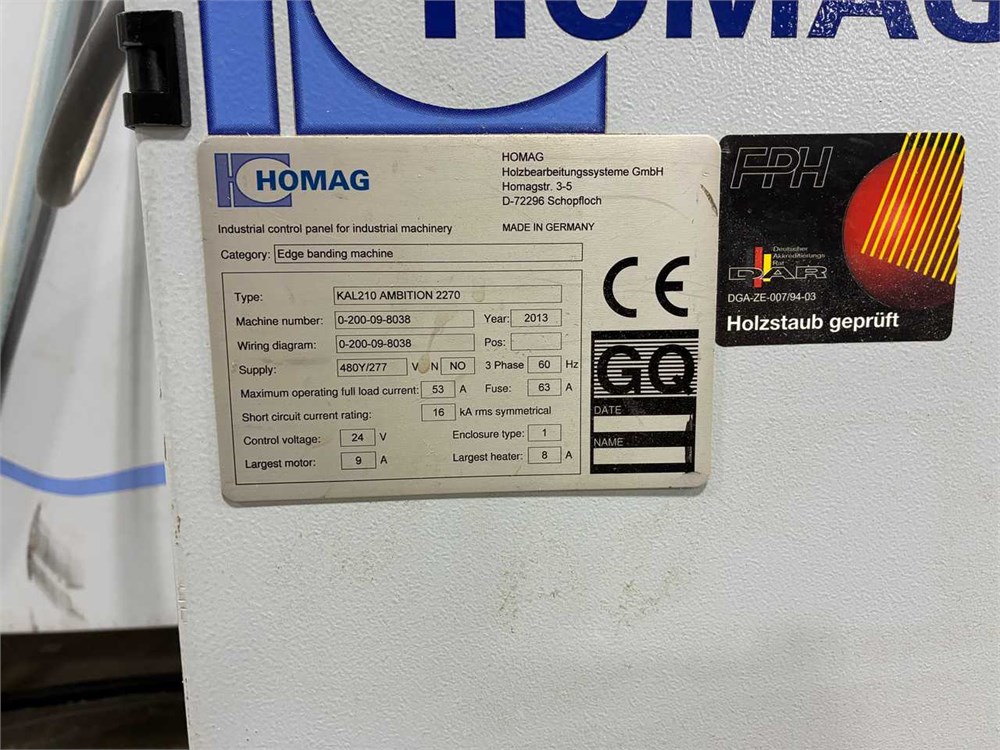 HOMAG
HOMAG
HOMAG
Holzbearbeitungssysteme GmbH
Homagstr. 3-5
D-72296 Schopfloch
Industrial control panel for industrial machinery MADE IN GERMANY
Category: Edge banding machine
Type: KAL210 AMBITION 2270
Machine number: 0-200-09-8038 Year: 2013
Wiring diagram: 0-200-09-8038 Pos:
Supply: 480Y/277 V N NO 3 Phase 60 Hz
Maximum operating full load current: 53 A Fuse: 63 A
Short circuit current rating: 16 kA rms symmetrical
Control voltage: 24 V Enclosure type: 1
Largest motor: 9 A Largest heater: 8 A
CE
GQ
DATE
NAME
FPH
Deutscher
Akkreditierungs
Rat
DAR
DGA-ZE-007/94-03
Holzstaub geprüft